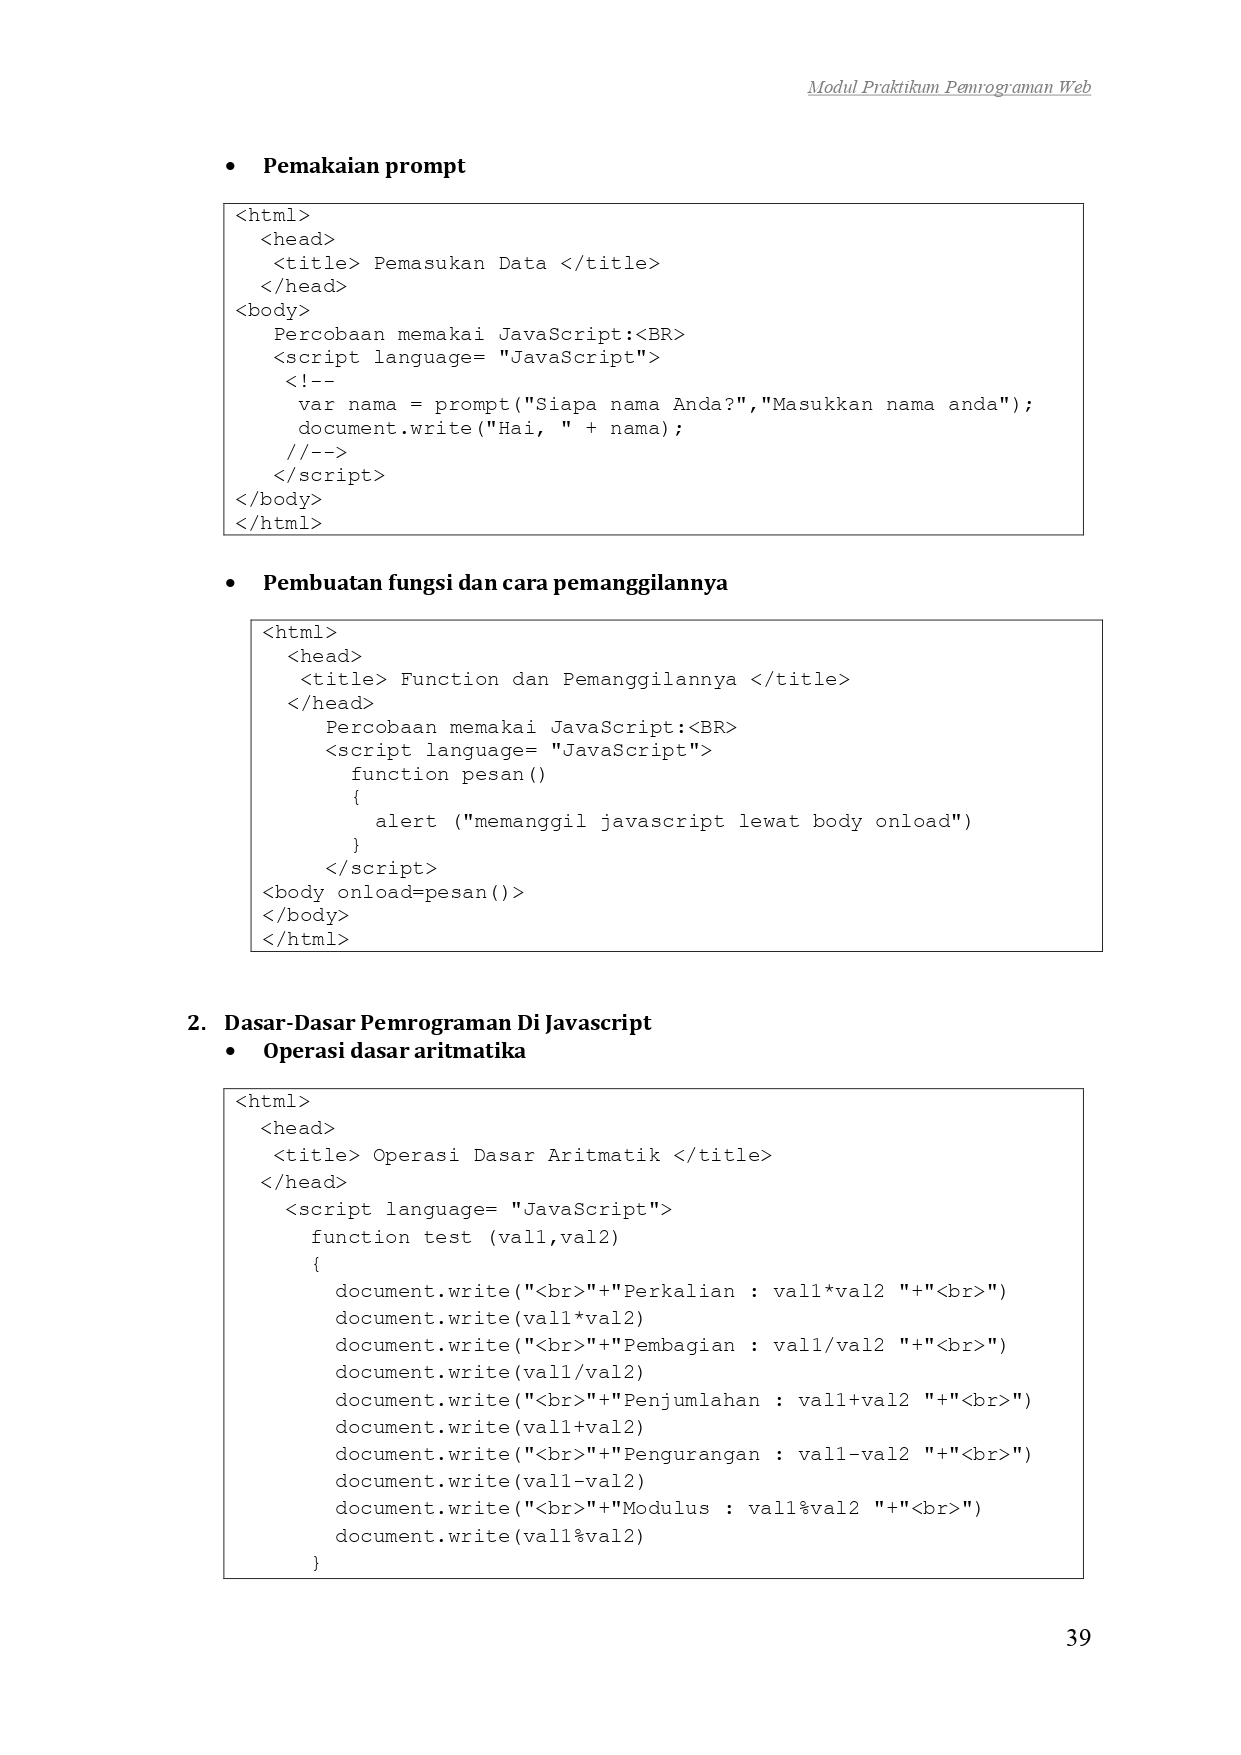 Modul Praktikum Pemrograman Web
• Pemakaian prompt
<html>
  <head>
   <title> Pemasukan Data </title>
  </head>
<body>
   Percobaan memakai JavaScript:<BR>
   <script language= "JavaScript">
    <!--
     var nama = prompt("Siapa nama Anda?","Masukkan nama anda");
     document.write("Hai, " + nama);
    //-->
   </script>
</body>
</html>
• Pembuatan fungsi dan cara pemanggilannya
<html>
  <head>
   <title> Function dan Pemanggilannya </title>
  </head>
     Percobaan memakai JavaScript:<BR>
     <script language= "JavaScript">
       function pesan()
       {
         alert ("memanggil javascript lewat body onload")
       }
     </script>
<body onload=pesan()>
</body>
</html>
2. Dasar-Dasar Pemrograman Di Javascript
• Operasi dasar aritmatika
<html>
  <head>
   <title> Operasi Dasar Aritmatik </title>
  </head>
    <script language= "JavaScript">
      function test (val1,val2)
      {
        document.write("<br>"+"Perkalian : val1*val2 "+"<br>")
        document.write(val1*val2)
        document.write("<br>"+"Pembagian : val1/val2 "+"<br>")
        document.write(val1/val2)
        document.write("<br>"+"Penjumlahan : val1+val2 "+"<br>")
        document.write(val1+val2)
        document.write("<br>"+"Pengurangan : val1-val2 "+"<br>")
        document.write(val1-val2)
        document.write("<br>"+"Modulus : val1%val2 "+"<br>")
        document.write(val1%val2)
      }
39